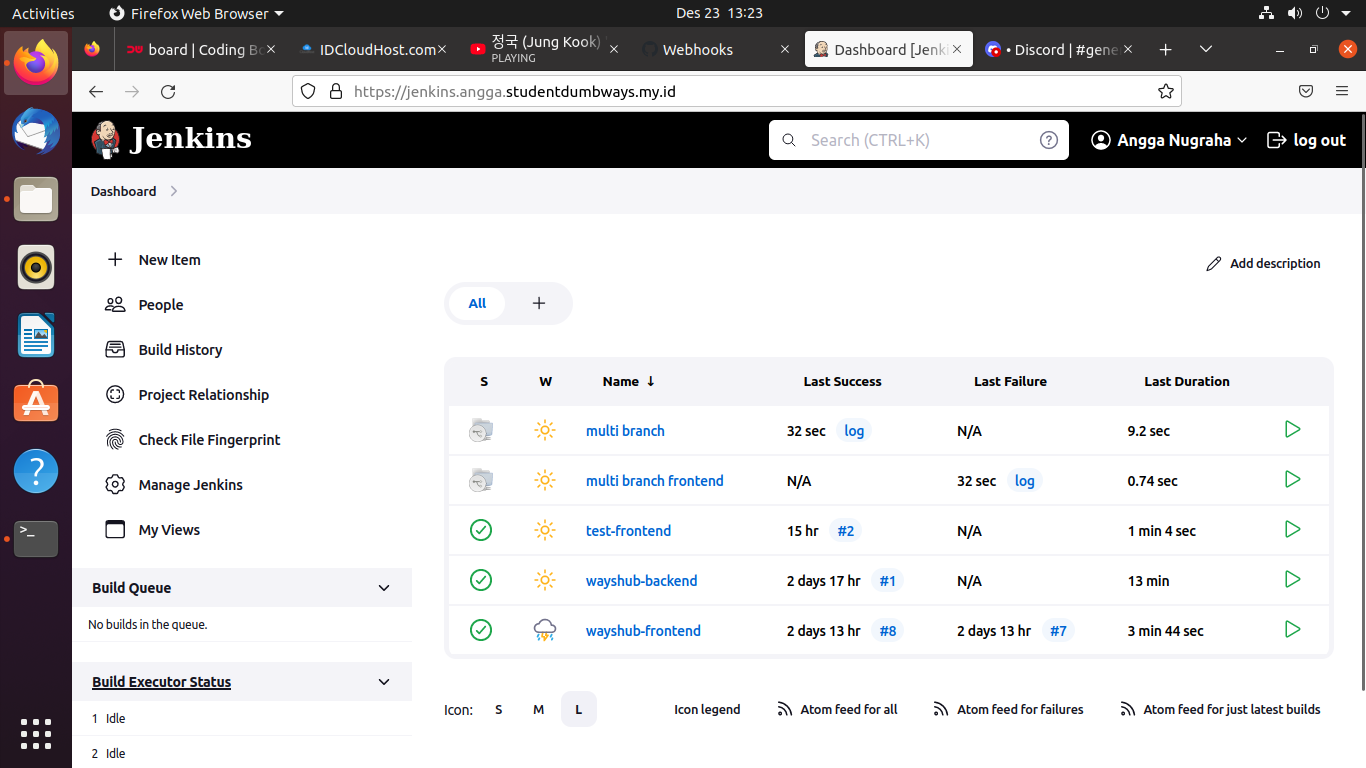 Activities Firefox Web Browser Des 23 13:23
board | Coding Bo IDCloudHost.com 정국 (Jung Kook) Webhooks Dashboard [Jenki • Discord | #gene
PLAYING
https://jenkins.angga.studentdumbways.my.id
Jenkins Search (CTRL+K) Angga Nugraha log out
Dashboard
New Item
People
Build History
Project Relationship
Check File Fingerprint
Manage Jenkins
My Views
Build Queue
No builds in the queue.
Build Executor Status
1 Idle
2 Idle
Add description
All +
S W Name ↓ Last Success Last Failure Last Duration
multi branch 32 sec log N/A 9.2 sec
multi branch frontend N/A 32 sec log 0.74 sec
test-frontend 15 hr #2 N/A 1 min 4 sec
wayshub-backend 2 days 17 hr #1 N/A 13 min
wayshub-frontend 2 days 13 hr #8 2 days 13 hr #7 3 min 44 sec
Icon: S M L Icon legend Atom feed for all Atom feed for failures Atom feed for just latest builds